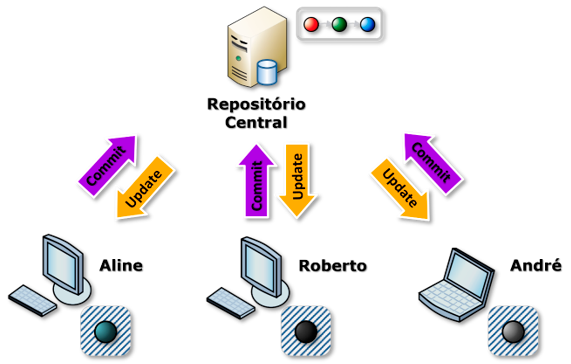 Repositório
Central
Commit
Update
Commit
Update
Commit
Update
Aline
Roberto
André